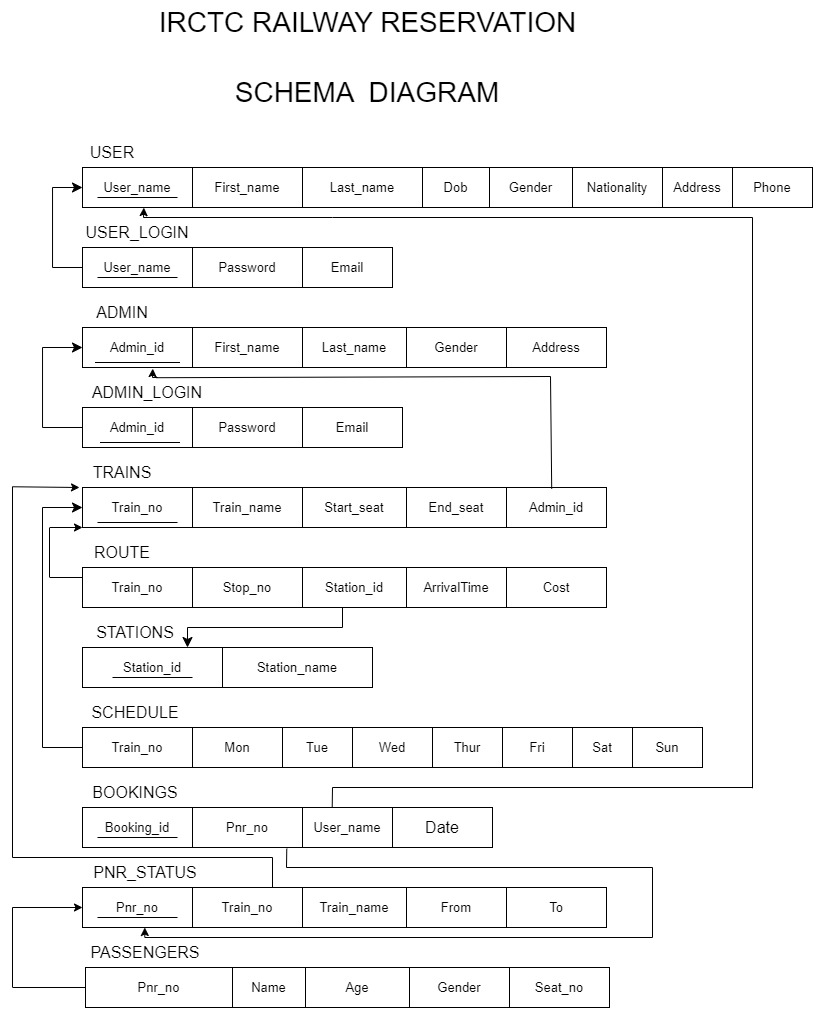 IRCTC RAILWAY RESERVATION
SCHEMA DIAGRAM
USER
User_name First_name Last_name Dob Gender Nationality Address Phone
USER_LOGIN
User_name Password Email
ADMIN
Admin_id First_name Last_name Gender Address
ADMIN_LOGIN
Admin_id Password Email
TRAINS
Train_no Train_name Start_seat End_seat Admin_id
ROUTE
Train_no Stop_no Station_id ArrivalTime Cost
STATIONS
Station_id Station_name
SCHEDULE
Train_no Mon Tue Wed Thur Fri Sat Sun
BOOKINGS
Booking_id Pnr_no User_name Date
PNR_STATUS
Pnr_no Train_no Train_name From To
PASSENGERS
Pnr_no Name Age Gender Seat_no